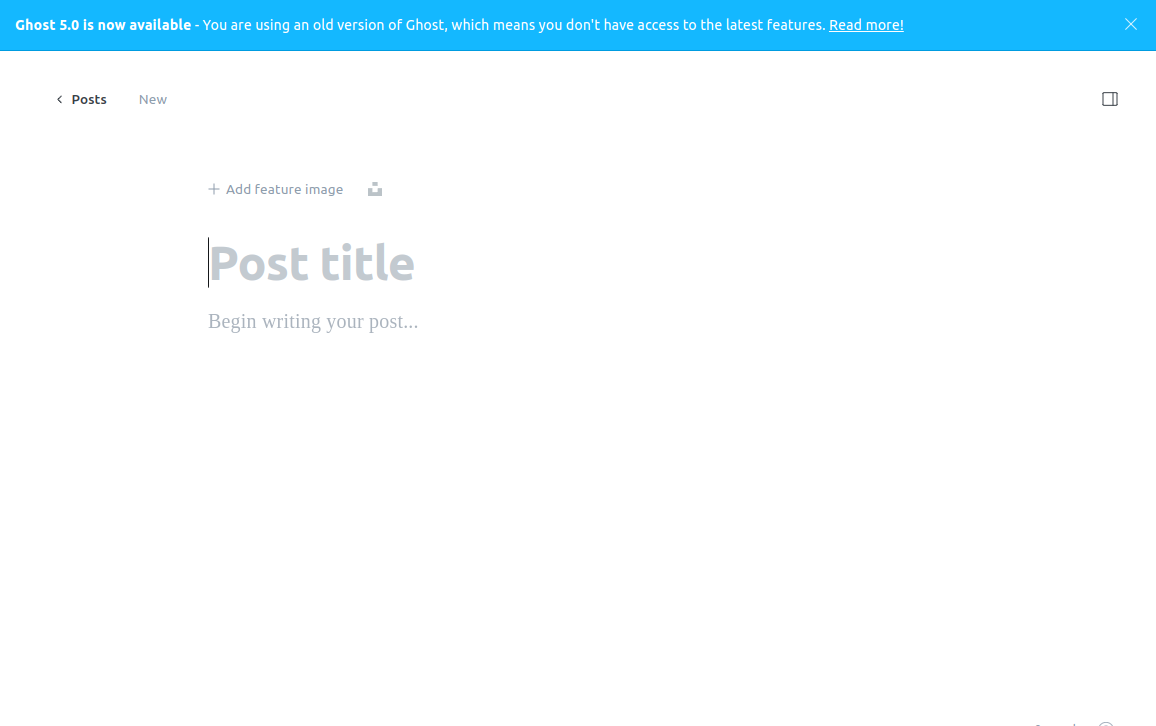 Ghost 5.0 is now available - You are using an old version of Ghost, which means you don't have access to the latest features. Read more!
Posts New
Add feature image
Post title
Begin writing your post...